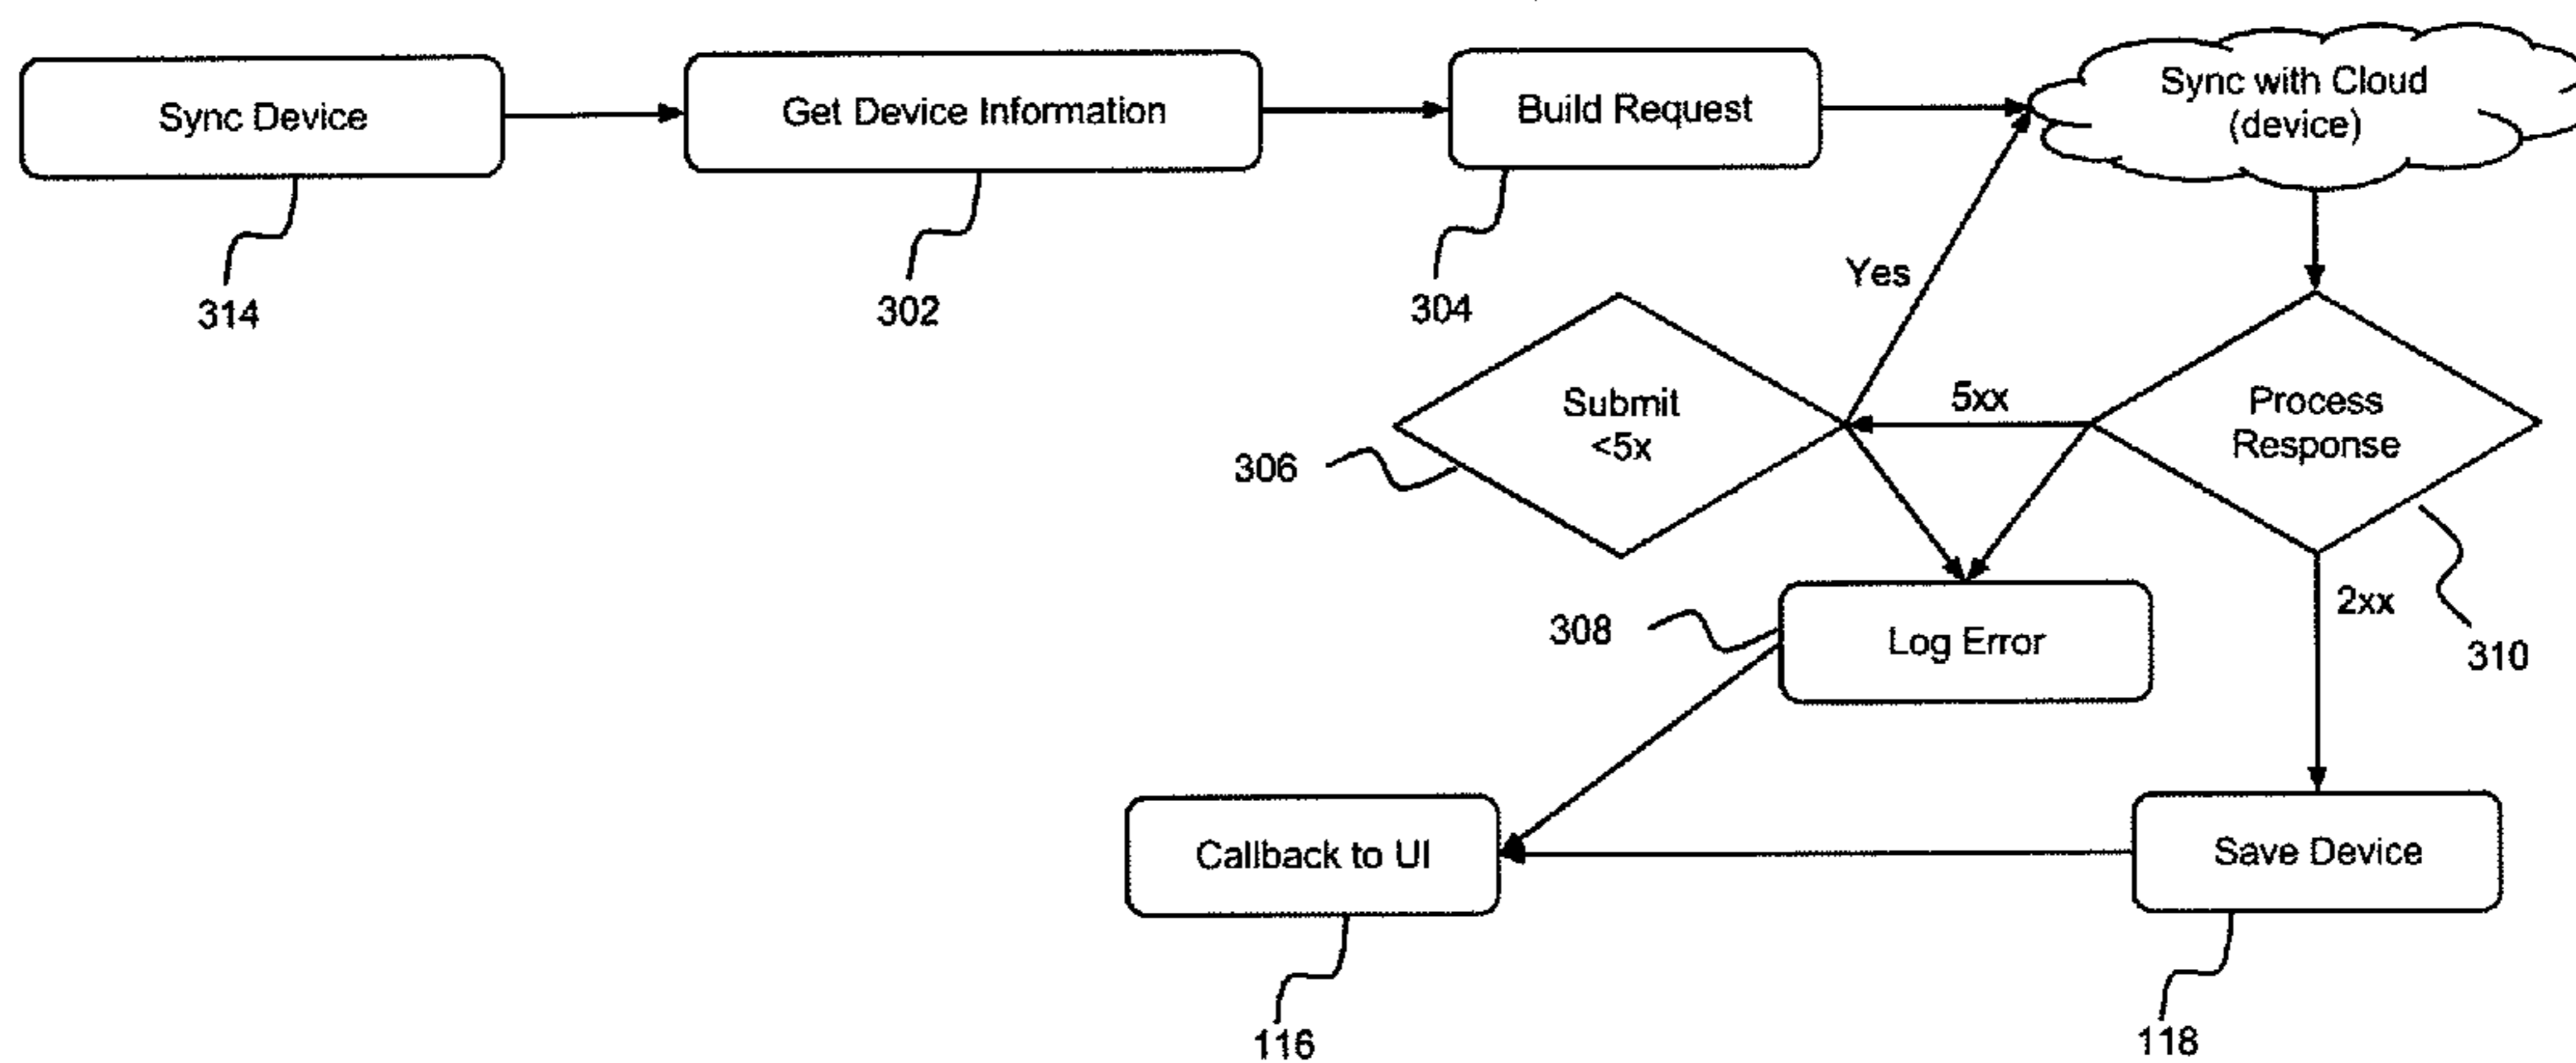 Sync Device
Get Device Information
Build Request
Sync with Cloud
(device)
314
302
304
Yes
Submit
<5x
5xx
Process
Response
306
308
Log Error
2xx
310
Callback to UI
Save Device
116
118